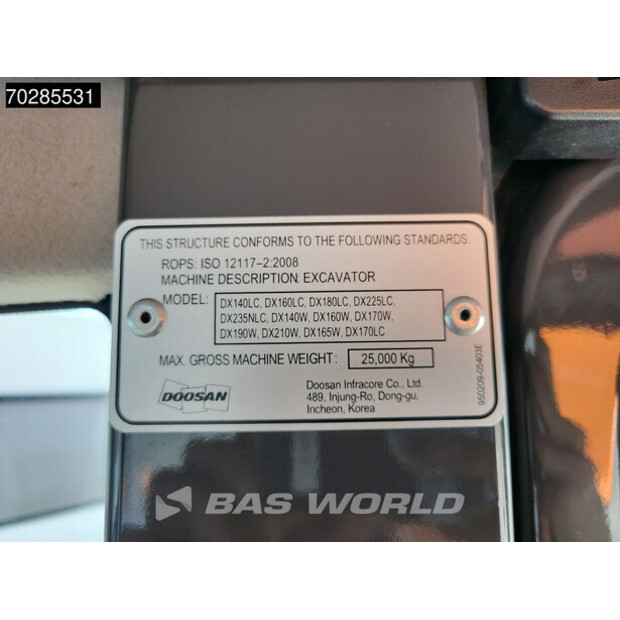 70285531
THIS STRUCTURE CONFORMS TO THE FOLLOWING STANDARDS.
ROPS: ISO 12117-2:2008
MACHINE DESCRIPTION: EXCAVATOR
MODEL: DX140LC, DX160LC, DX180LC, DX225LC,
DX235NLC, DX140W, DX160W, DX170W,
DX190W, DX210W, DX165W, DX170LC
MAX. GROSS MACHINE WEIGHT: 25,000 Kg
DOOSAN
Doosan Infracore Co., Ltd.
489, Injung-Ro, Dong-gu,
Incheon, Korea
950209-05403E
BAS WORLD